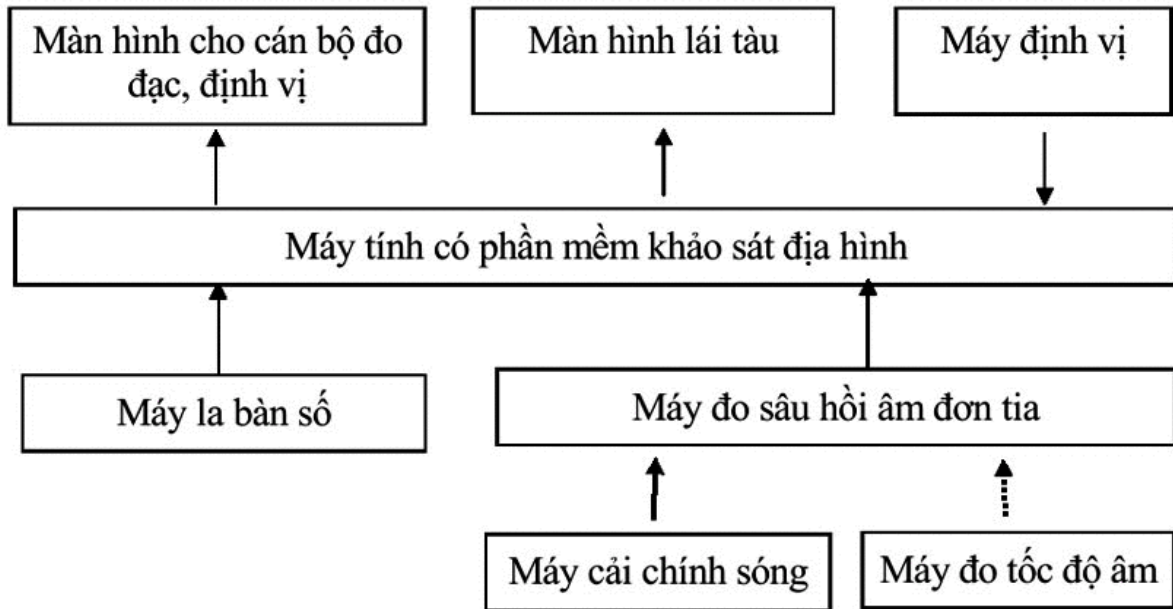 Màn hình cho cán bộ đo
đạc, định vị
Màn hình lái tàu
Máy định vị
Máy tính có phần mềm khảo sát địa hình
Máy la bàn số
Máy đo sâu hồi âm đơn tia
Máy cải chính sóng
Máy đo tốc độ âm